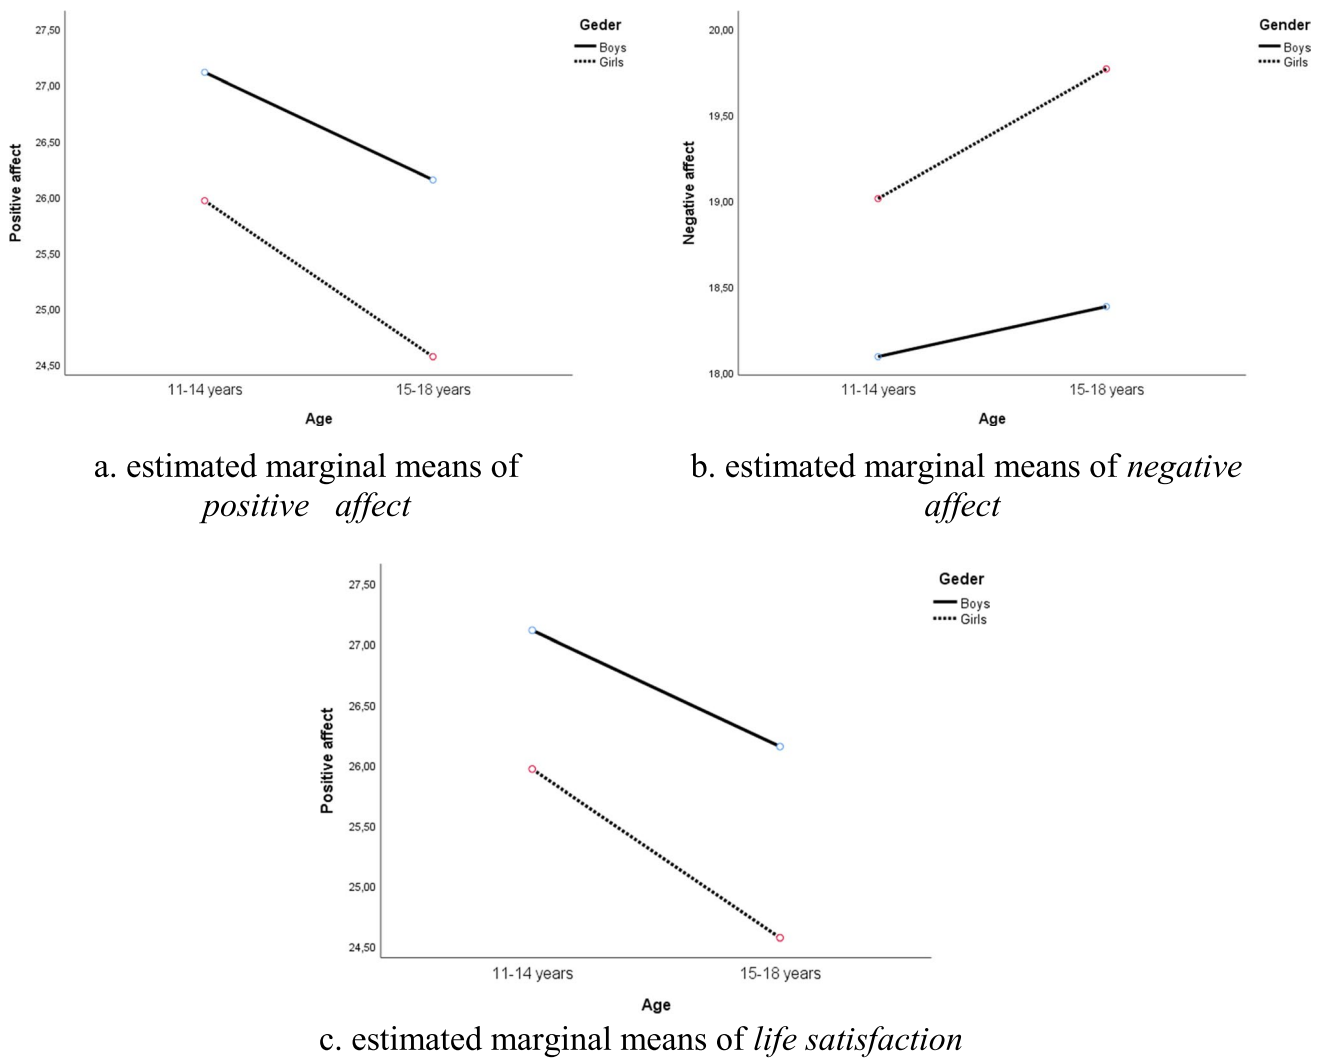 Geder
Boys
Girls
27,50
27,00
26,50
26,00
25,50
25,00
24,50
Positive affect
11-14 years
15-18 years
Age
a. estimated marginal means of
positive affect
Gender
Boys
Girls
20,00
19,50
19,00
18,50
18,00
Negative affect
11-14 years
15-18 years
Age
b. estimated marginal means of negative
affect
Geder
Boys
Girls
27,50
27,00
26,50
26,00
25,50
25,00
24,50
Positive affect
11-14 years
15-18 years
Age
c. estimated marginal means of life satisfaction